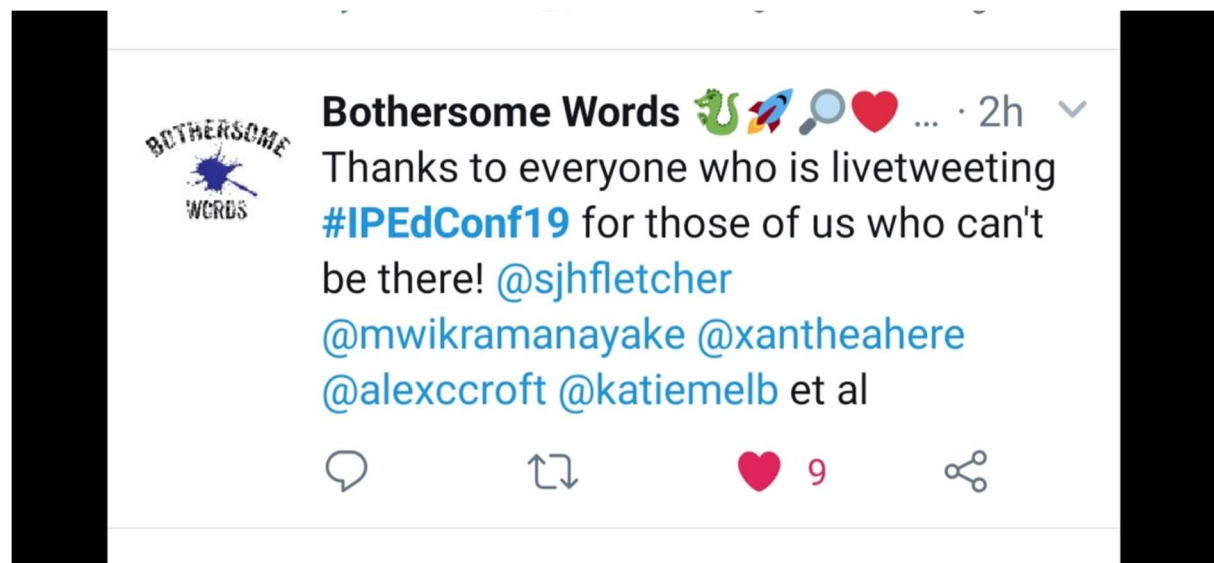 BOTHERSOME
WORDS
Bothersome Words 🐉🚀🔎❤️ ... · 2h
Thanks to everyone who is livetweeting
#IPEdConf19 for those of us who can't
be there! @sjhfletcher
@mwikramanayake @xantheahere
@alexccroft @katiemelb et al
9